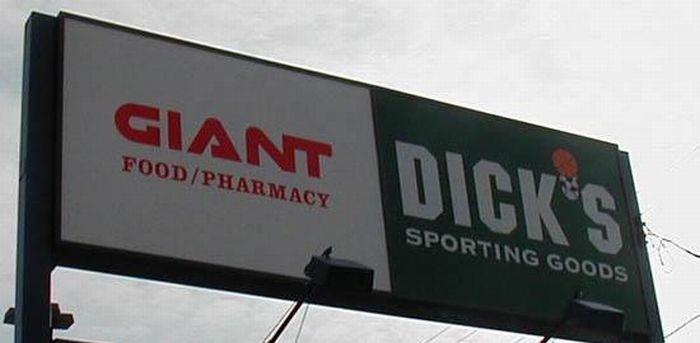 GIANT
FOOD/PHARMACY
DICK'S
SPORTING GOODS